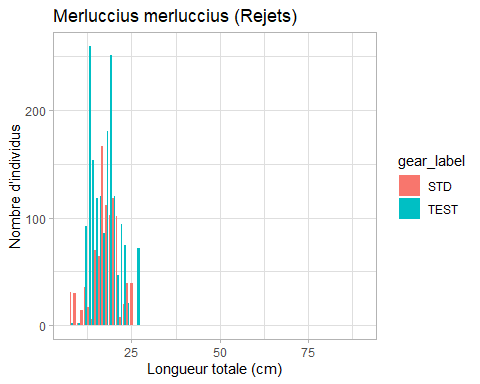 Merluccius merluccius (Rejets)
Nombre d'individus
200
100
0
25
50
75
Longueur totale (cm)
gear_label
STD
TEST